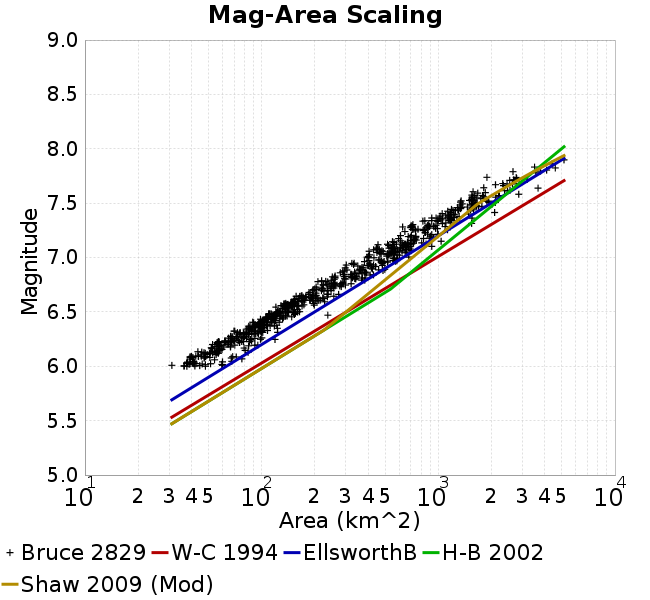 Mag-Area Scaling
9.0
8.5
8.0
7.5
7.0
6.5
6.0
5.5
5.0
Magnitude
10^1 2 3 4 5 10^2 2 3 4 5 10^3 2 3 4 5 10^4
Area (km^2)
+ Bruce 2829 W-C 1994 EllsworthB H-B 2002
Shaw 2009 (Mod)